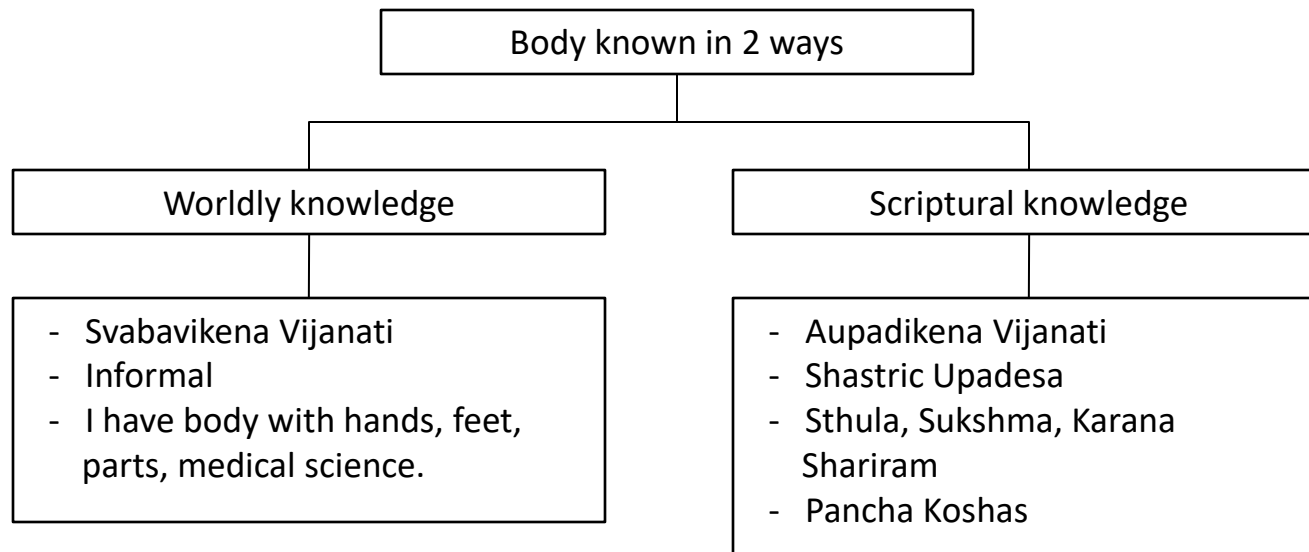 Body known in 2 ways
Worldly knowledge
- Svabavikena Vijanati
- Informal
- I have body with hands, feet,
parts, medical science.
Scriptural knowledge
- Aupadikena Vijanati
- Shastric Upadesa
- Sthula, Sukshma, Karana
Shariram
- Pancha Koshas